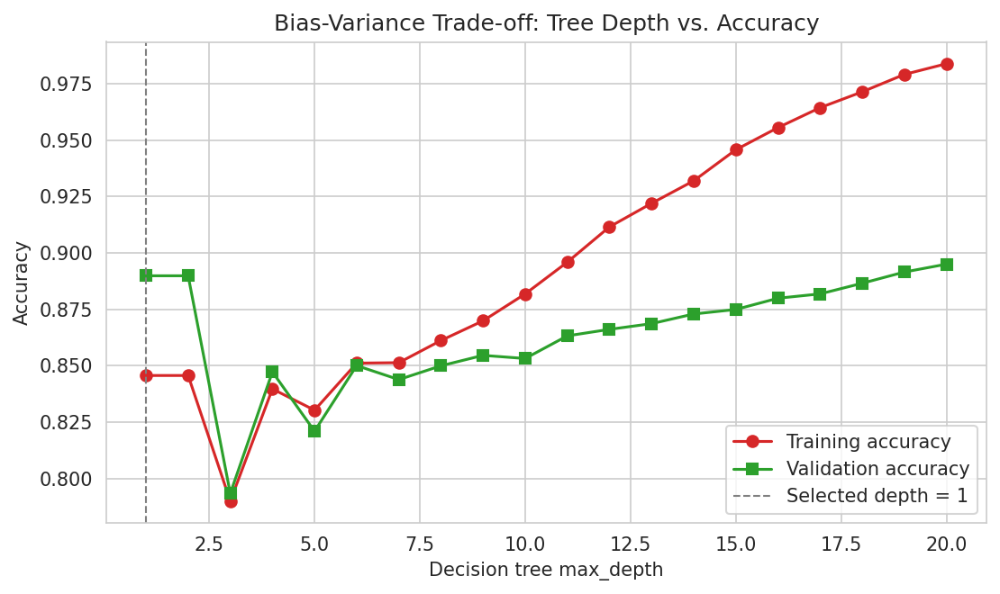 Bias-Variance Trade-off: Tree Depth vs. Accuracy
Accuracy
0.975
0.950
0.925
0.900
0.875
0.850
0.825
0.800
2.5 5.0 7.5 10.0 12.5 15.0 17.5 20.0
Decision tree max_depth
Training accuracy
Validation accuracy
Selected depth = 1